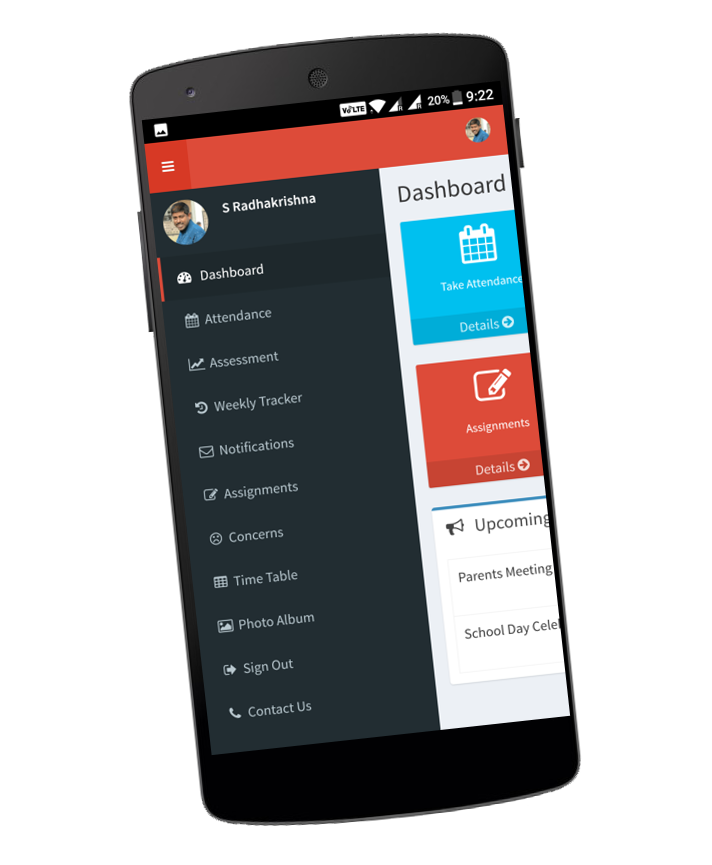 VoLTE R R 20% 9:22
S Radhakrishna
Dashboard
Attendance
Assessment
Weekly Tracker
Notifications
Assignments
Concerns
Time Table
Photo Album
Sign Out
Contact Us
Dashboard
Take Attendance
Details
Assignments
Details
Upcoming
Parents Meeting
School Day Cele